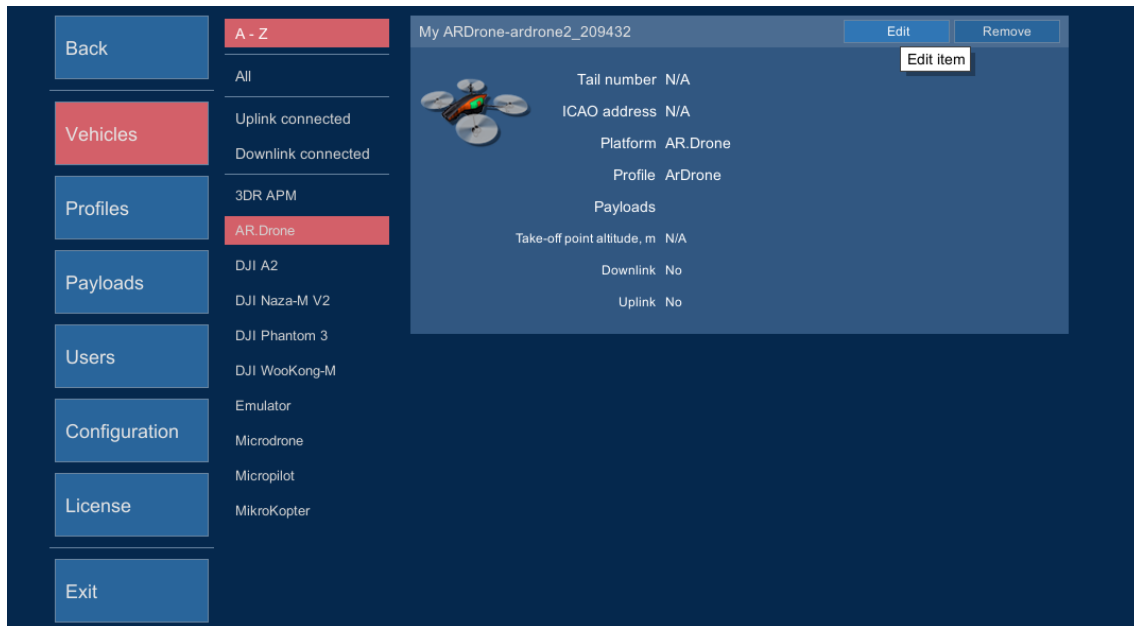 Back
Vehicles
Profiles
Payloads
Users
Configuration
License
Exit
A - Z
All
Uplink connected
Downlink connected
3DR APM
AR.Drone
DJI A2
DJI Naza-M V2
DJI Phantom 3
DJI WooKong-M
Emulator
Microdrone
Micropilot
MikroKopter
My ARDrone-ardrone2_209432
Edit
Remove
Edit item
Tail number N/A
ICAO address N/A
Platform AR.Drone
Profile ArDrone
Payloads
Take-off point altitude, m N/A
Downlink No
Uplink No